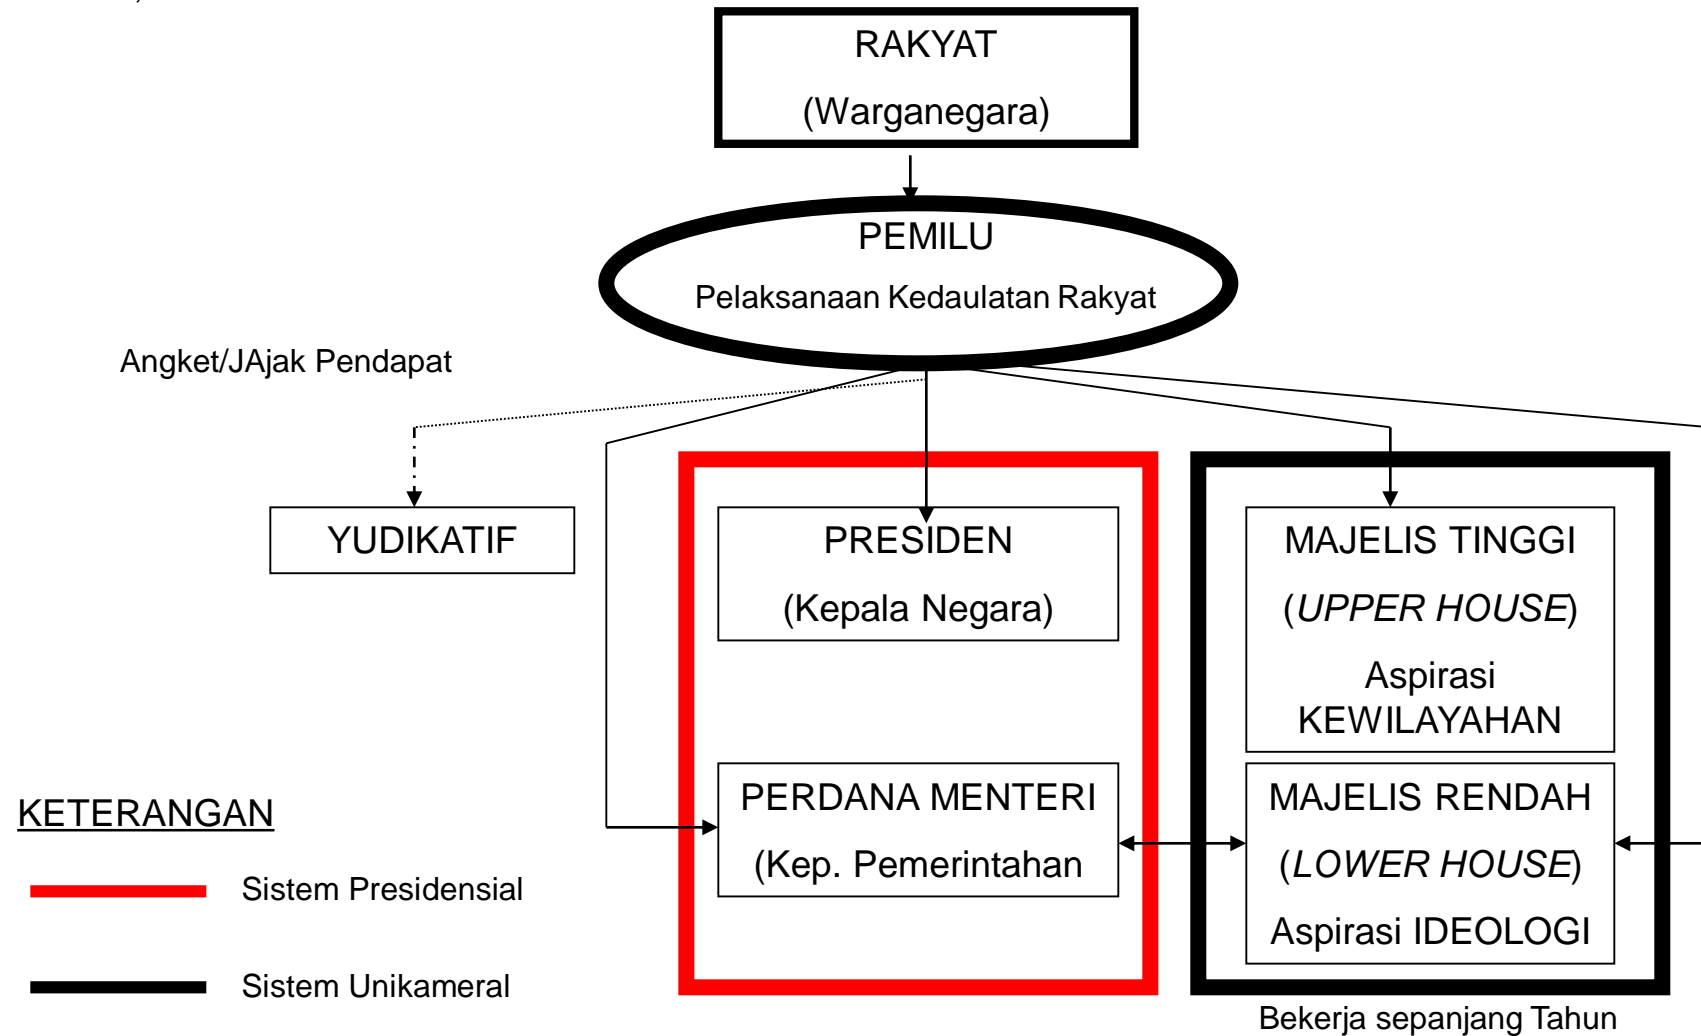 RAKYAT
(Warganegara)
PEMILU
Pelaksanaan Kedaulatan Rakyat
Angket/JAjak Pendapat
YUDIKATIF
PRESIDEN
(Kepala Negara)
MAJELIS TINGGI
(UPPER HOUSE)
Aspirasi
KEWILAYAHAN
PERDANA MENTERI
(Kep. Pemerintahan
MAJELIS RENDAH
(LOWER HOUSE)
Aspirasi IDEOLOGI
KETERANGAN
Sistem Presidensial
Sistem Unikameral
Bekerja sepanjang Tahun